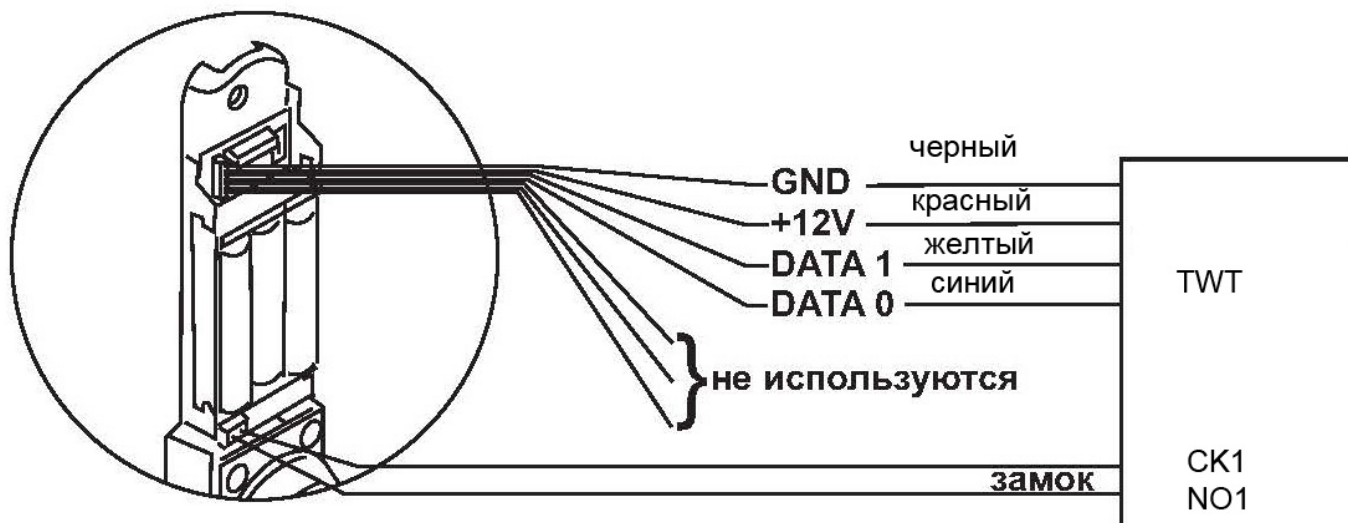 черный
GND
красный
+12V
желтый
DATA 1
синий
DATA 0
TWT
не используются
CK1
замок
NO1